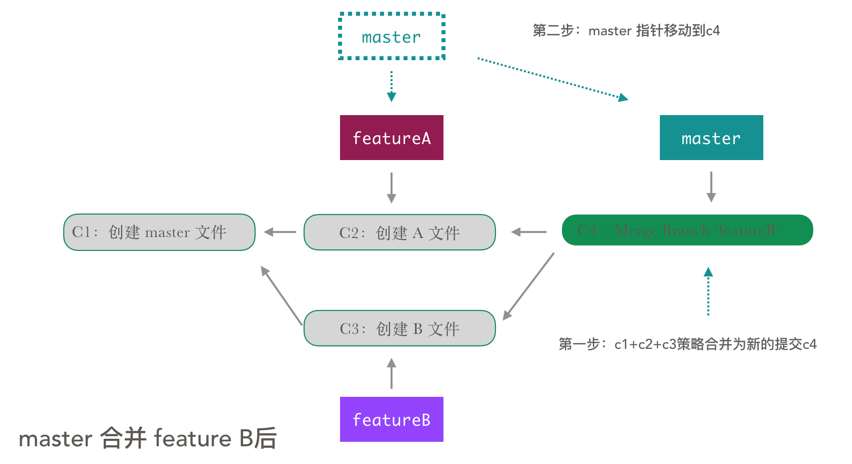 master
第二步：master 指针移动到c4
featureA
master
C1：创建 master 文件
C2：创建 A 文件
C4：Merge Branch 'featurB'
C3：创建 B 文件
第一步：c1+c2+c3策略合并为新的提交c4
featureB
master 合并 feature B后